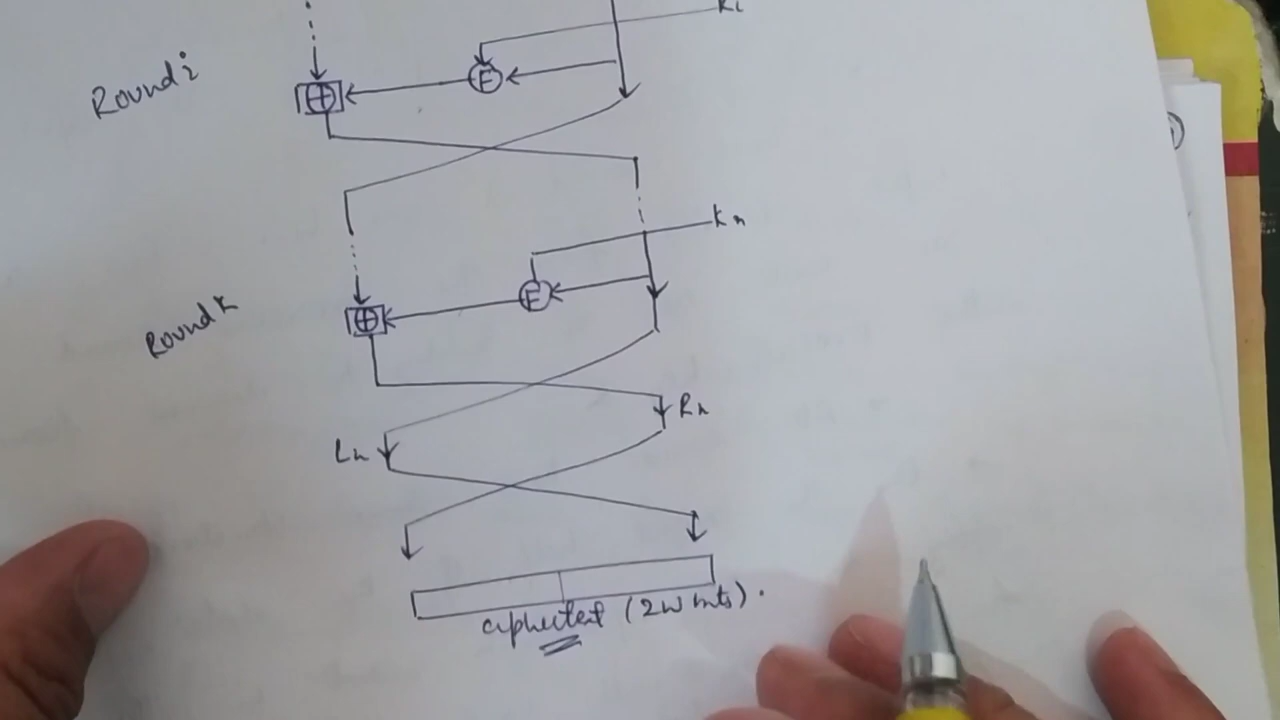 Ki
Round i
F
Kn
F
Round n
Rn
Ln
ciphertext (2w bits).